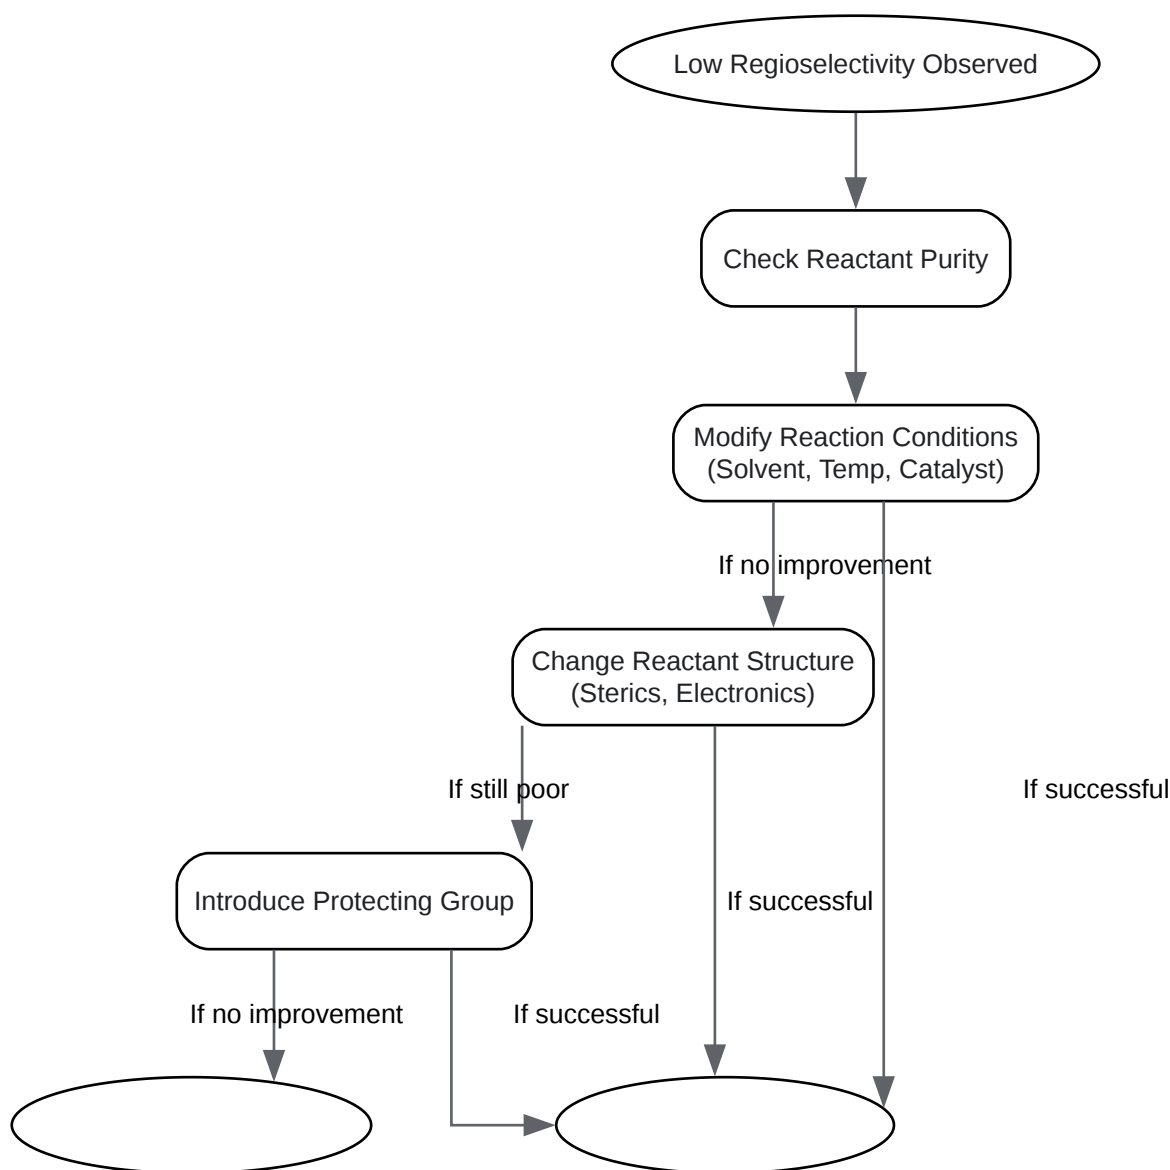 Low Regioselectivity Observed
Check Reactant Purity
Modify Reaction Conditions
(Solvent, Temp, Catalyst)
If no improvement
Change Reactant Structure
(Sterics, Electronics)
If still poor
If successful
Introduce Protecting Group
If successful
If no improvement
If successful